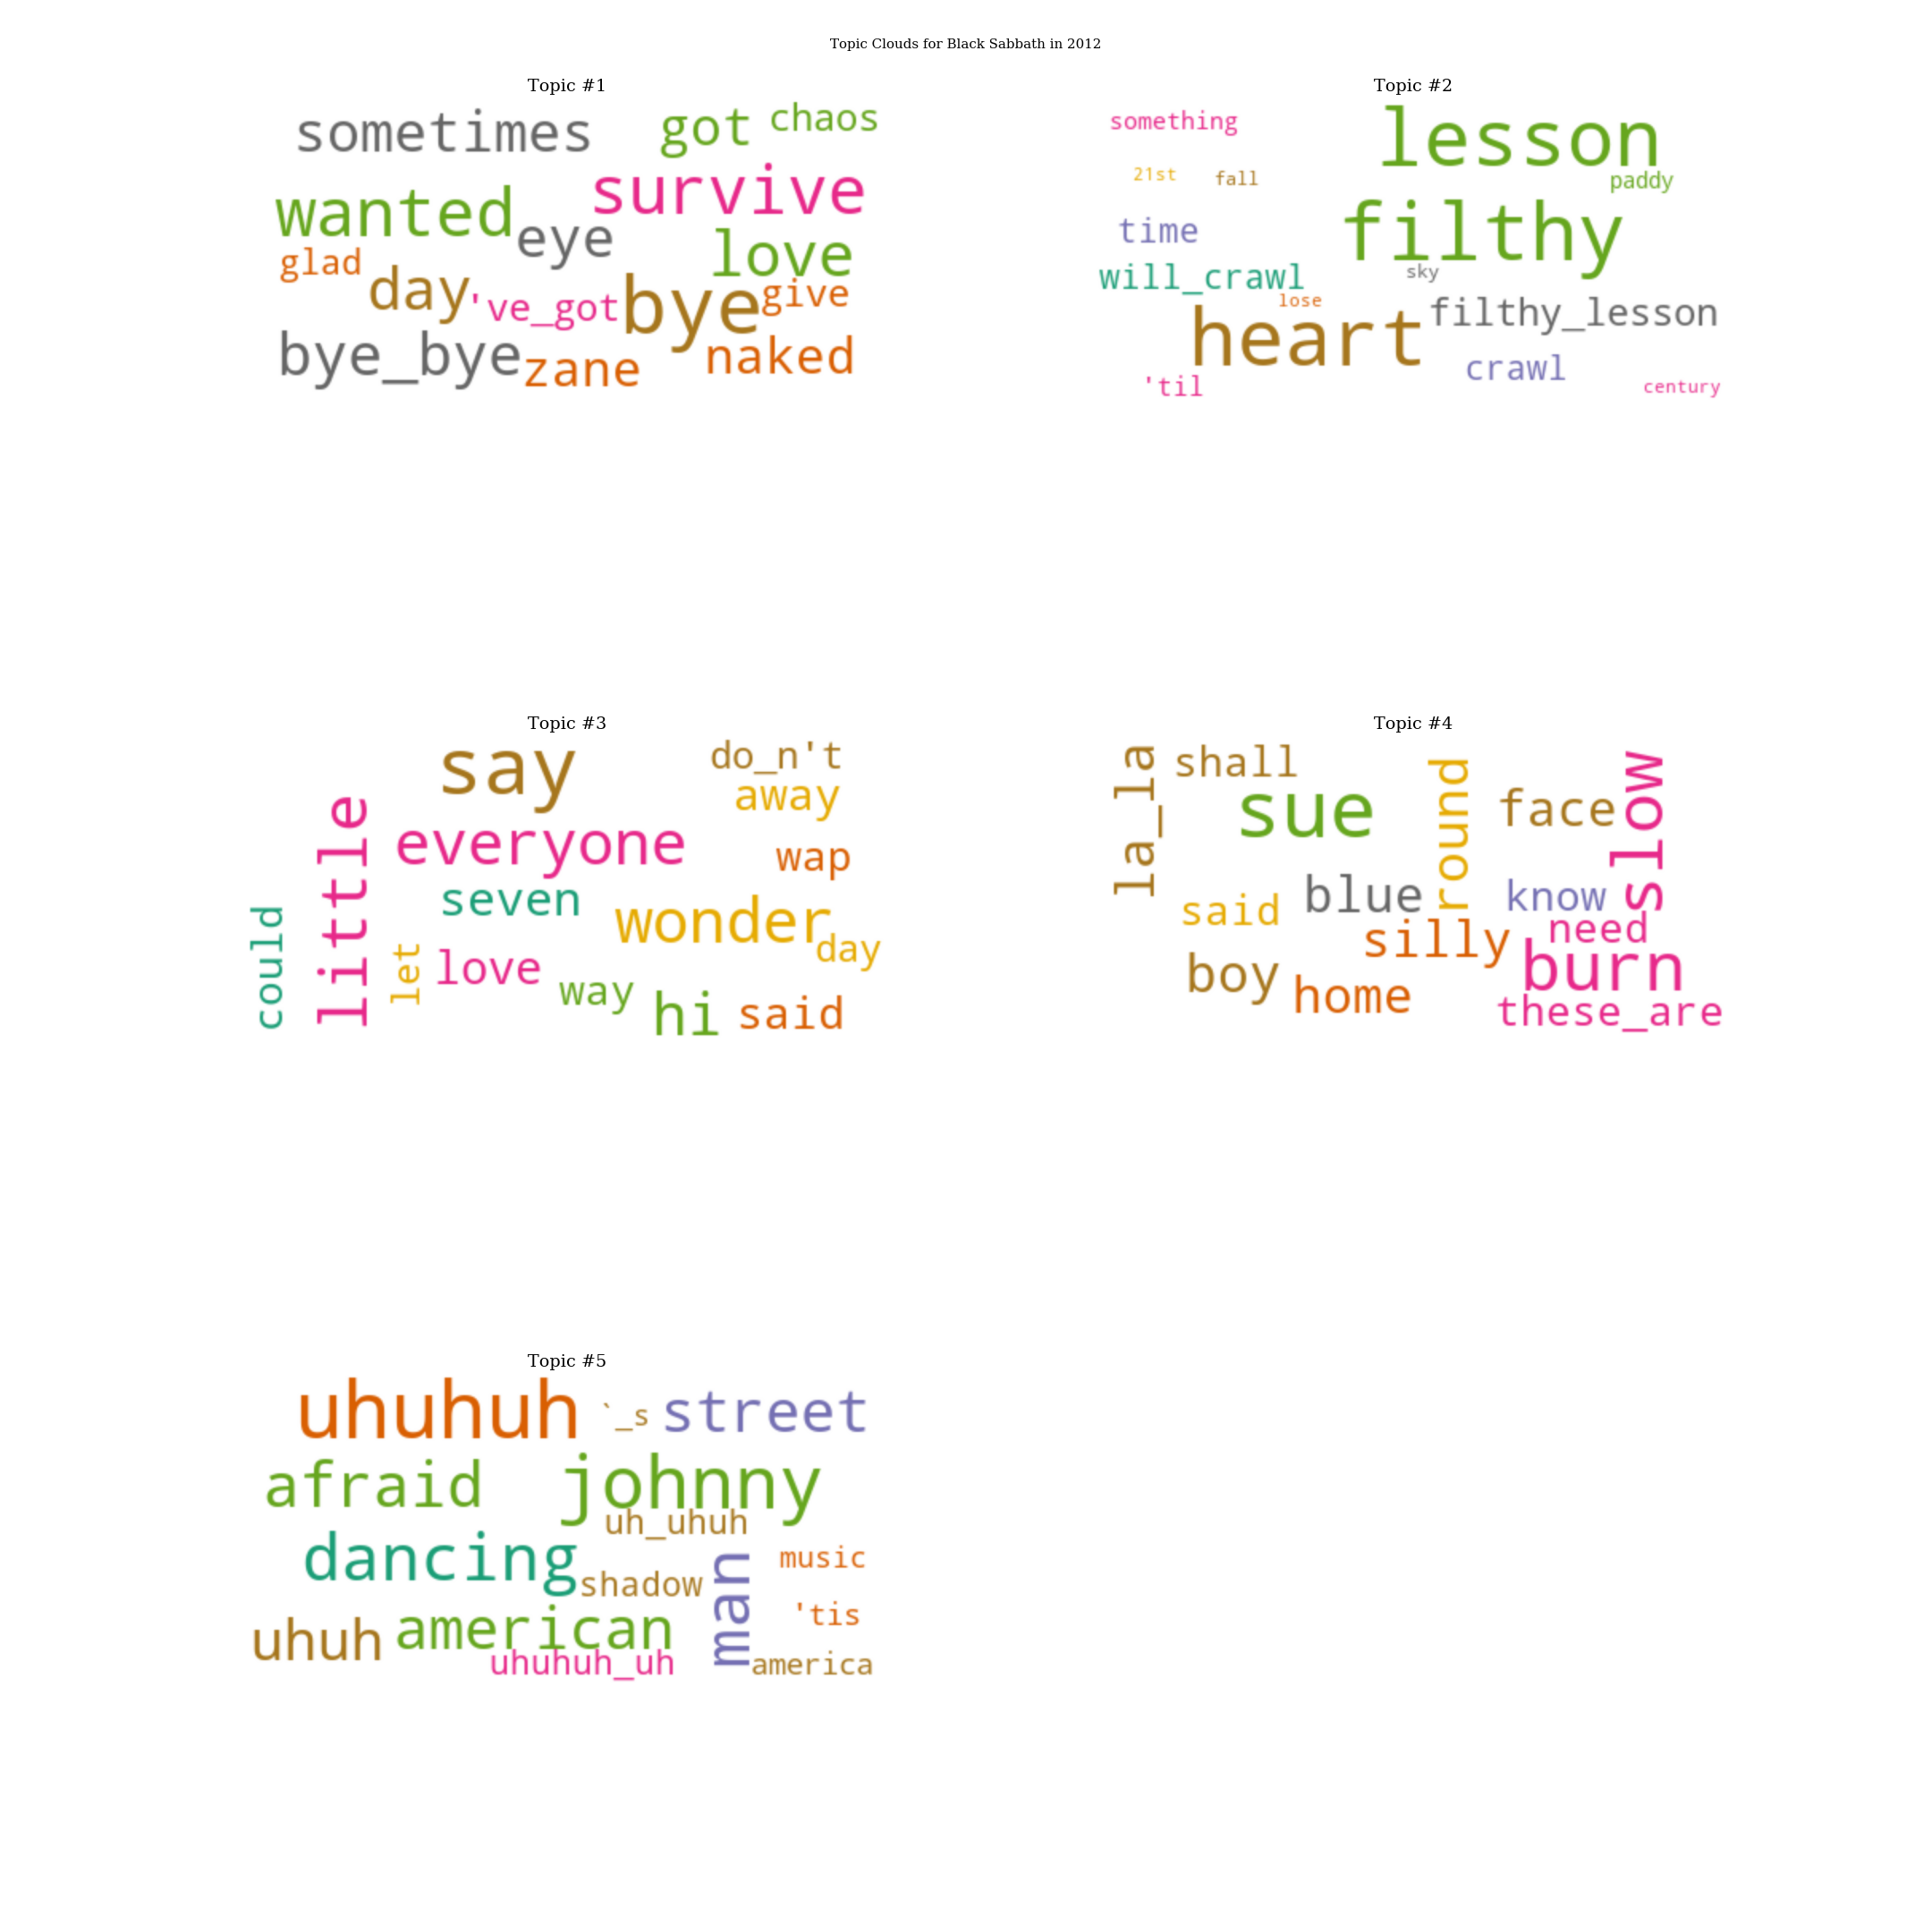 Topic Clouds for Black Sabbath in 2012
Topic #1
sometimes got chaos
survive
wanted eye love
glad day 've_got bye give
bye_bye zane naked
Topic #2
something lesson
21st fall paddy
time filthy
will_crawl sky
lose heart filthy_lesson
crawl
'til century
Topic #3
say do_n't
away
little everyone wap
seven wonder
could let love day
way hi said
Topic #4
la_la shall round slow
sue face
said blue know
silly need
boy home burn
these_are
Topic #5
uhuhuh `_s street
afraid johnny
uh_uhuh
dancing shadow man music
'tis
uhuh american
uhuhuh_uh america